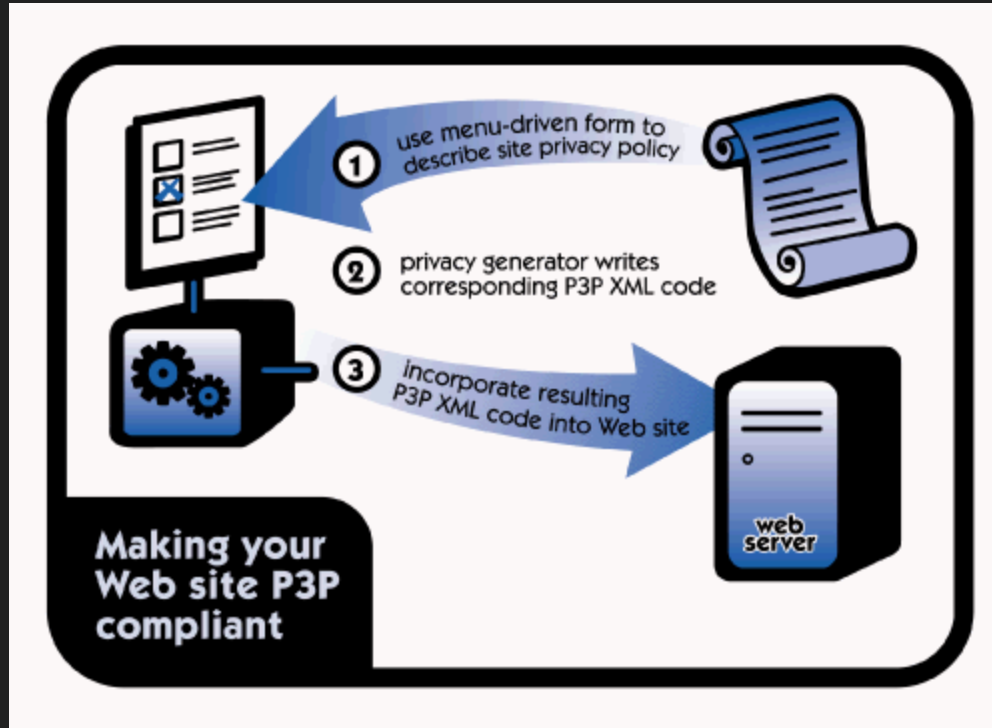 1
use menu-driven form to
describe site privacy policy
2
privacy generator writes
corresponding P3P XML code
3
incorporate resulting
P3P XML code into Web site
web
server
Making your
Web site P3P
compliant